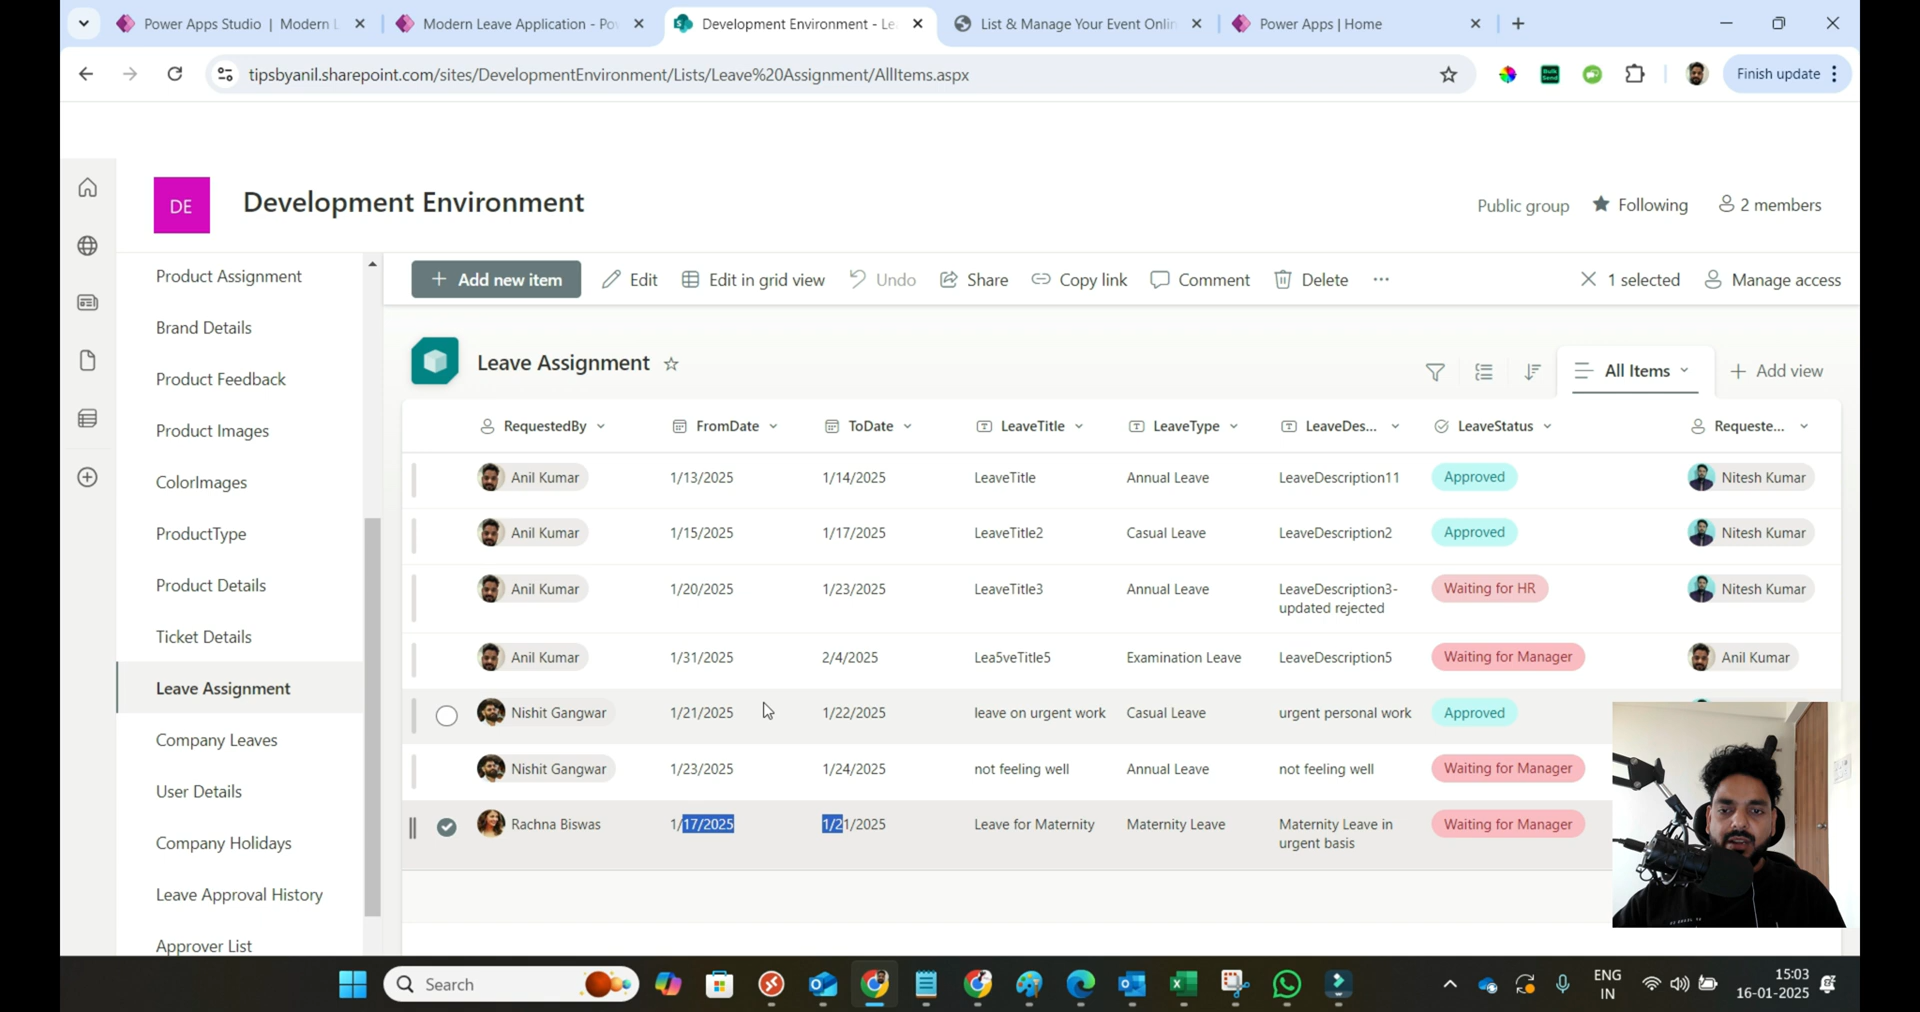 Power Apps Studio | Modern L
Modern Leave Application - Po
Development Environment - Le
List & Manage Your Event Onlin
Power Apps | Home
tipsbyanil.sharepoint.com/sites/DevelopmentEnvironment/Lists/Leave%20Assignment/AllItems.aspx
Finish update
DE
Development Environment
Public group
Following
2 members
Product Assignment
Brand Details
Product Feedback
Product Images
ColorImages
ProductType
Product Details
Ticket Details
Leave Assignment
Company Leaves
User Details
Company Holidays
Leave Approval History
Approver List
Add new item
Edit
Edit in grid view
Undo
Share
Copy link
Comment
Delete
1 selected
Manage access
Leave Assignment
All Items
Add view
RequestedBy FromDate ToDate LeaveTitle LeaveType LeaveDes... LeaveStatus Requeste...
Anil Kumar 1/13/2025 1/14/2025 LeaveTitle Annual Leave LeaveDescription11 Approved Nitesh Kumar
Anil Kumar 1/15/2025 1/17/2025 LeaveTitle2 Casual Leave LeaveDescription2 Approved Nitesh Kumar
Anil Kumar 1/20/2025 1/23/2025 LeaveTitle3 Annual Leave LeaveDescription3- Waiting for HR Nitesh Kumar
updated rejected
Anil Kumar 1/31/2025 2/4/2025 Lea5veTitle5 Examination Leave LeaveDescription5 Waiting for Manager Anil Kumar
Nishit Gangwar 1/21/2025 1/22/2025 leave on urgent work Casual Leave urgent personal work Approved
Nishit Gangwar 1/23/2025 1/24/2025 not feeling well Annual Leave not feeling well Waiting for Manager
Rachna Biswas 1/17/2025 1/21/2025 Leave for Maternity Maternity Leave Maternity Leave in Waiting for Manager
urgent basis
Search
ENG
IN
15:03
16-01-2025